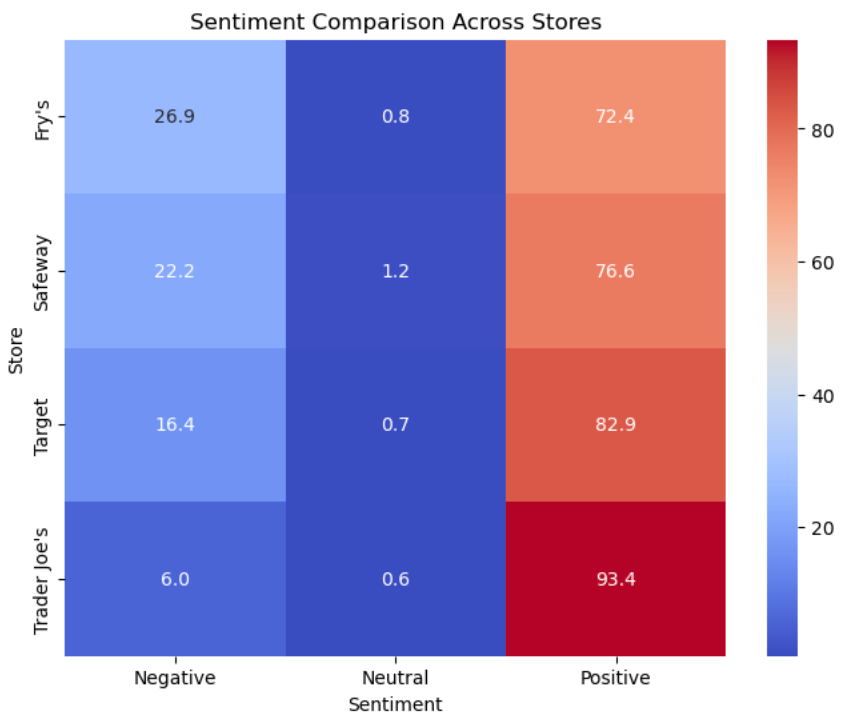 Sentiment Comparison Across Stores
Fry's
26.9 0.8 72.4
Safeway
22.2 1.2 76.6
Target
16.4 0.7 82.9
Trader Joe's
6.0 0.6 93.4
Store
Negative Neutral Positive
Sentiment
80
60
40
20